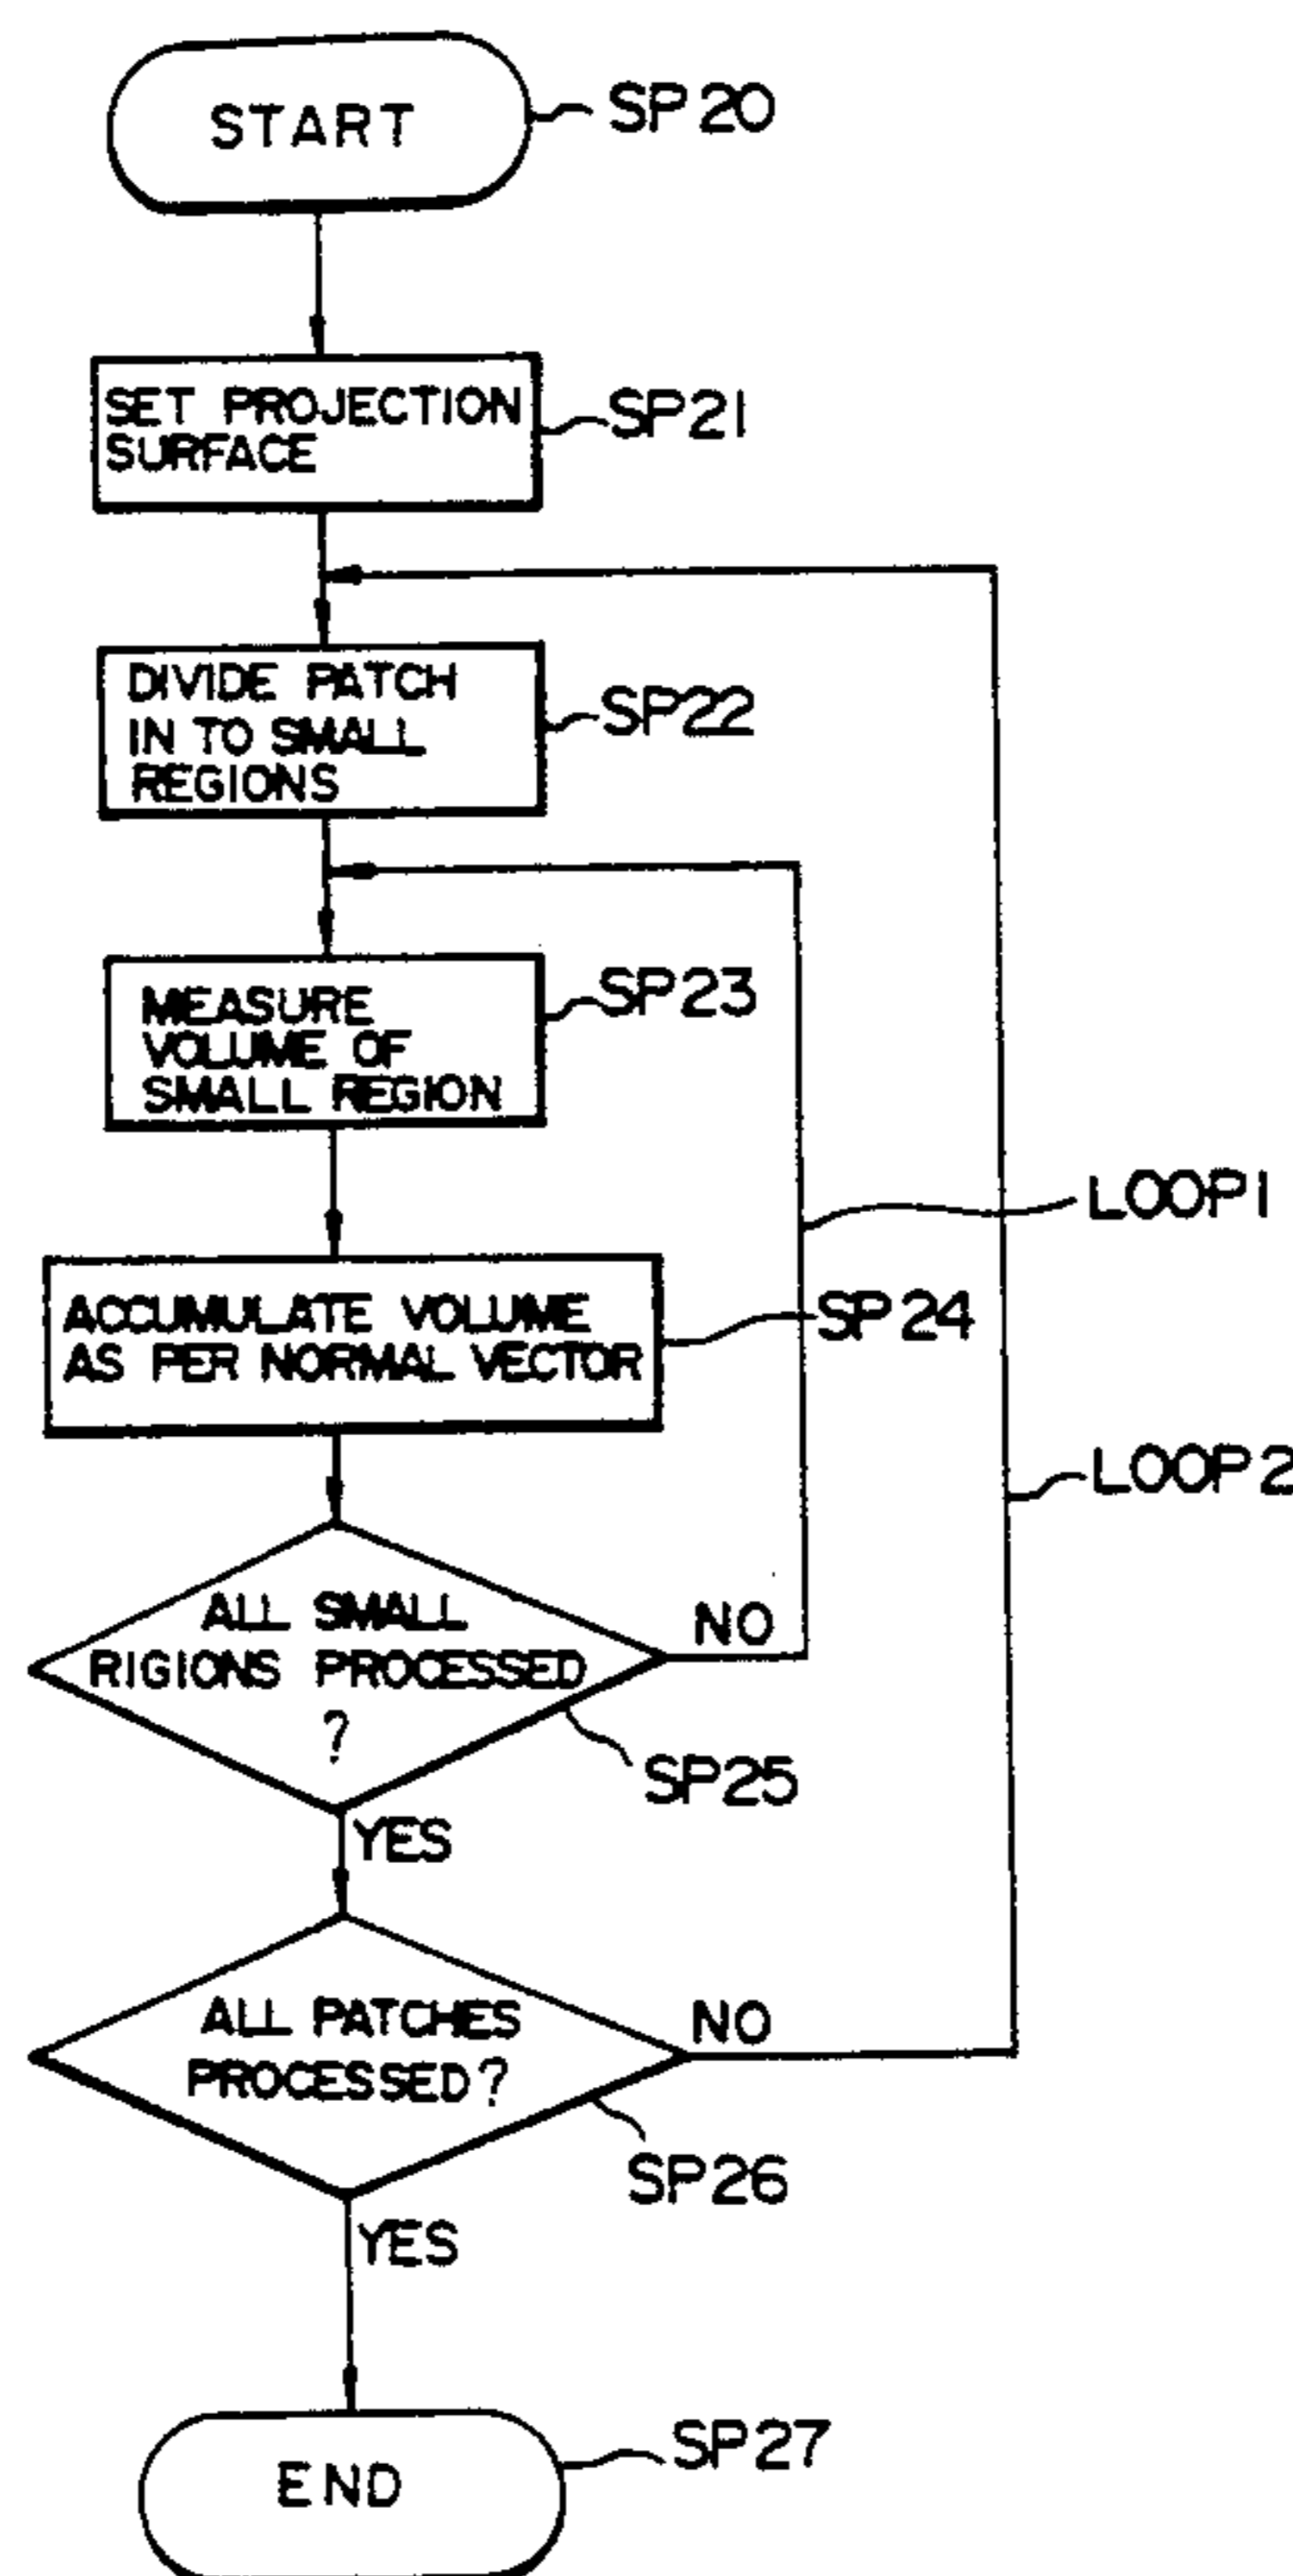 START
SP20
SET PROJECTION
SURFACE
SP21
DIVIDE PATCH
IN TO SMALL
REGIONS
SP22
MEASURE
VOLUME OF
SMALL REGION
SP23
LOOP1
ACCUMULATE VOLUME
AS PER NORMAL VECTOR
SP24
LOOP2
ALL SMALL
RIGIONS PROCESSED
?
NO
SP25
YES
ALL PATCHES
PROCESSED?
NO
SP26
YES
END
SP27